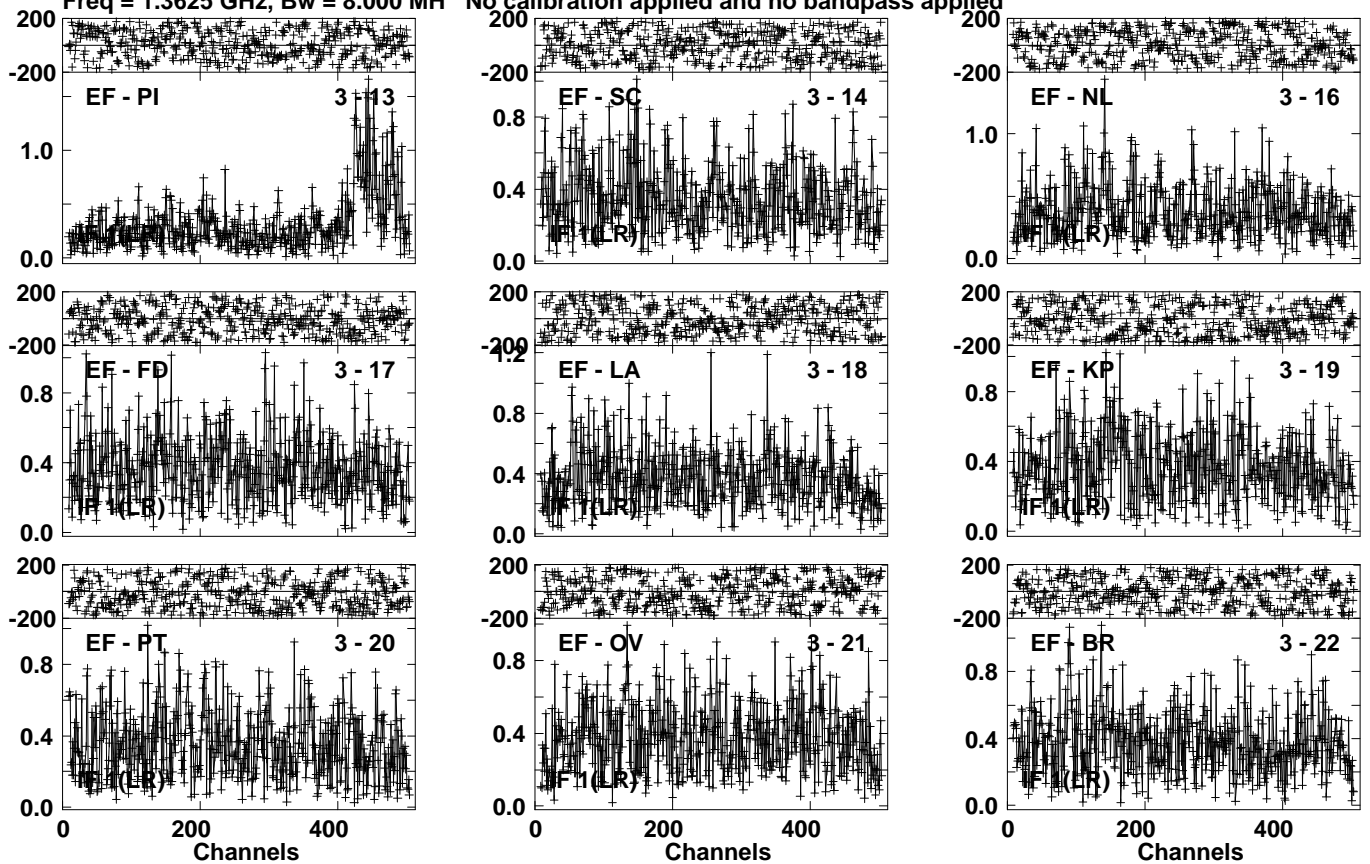 Freq = 1.3625 GHz, Bw = 8.000 MH No calibration applied and no bandpass applied
200 200 200
-200 -200 -200
EF - PI 3 - 13 EF - SC 3 - 14 EF - NL 3 - 16
1.0 0.8 1.0
0.4
IF 1(LR) IF 1(LR) IF 1(LR)
0.0 0.0 0.0
200 200 200
-200 -200 -200
1.2
EF - FD 3 - 17 EF - LA 3 - 18 EF - KP 3 - 19
0.8 0.8 0.8
0.4 0.4 0.4
IF 1(LR) IF 1(LR) IF 1(LR)
0.0 0.0 0.0
200 200 200
-200 -200 -200
EF - PT 3 - 20 EF - OV 3 - 21 EF - BR 3 - 22
0.8 0.8 0.8
0.4 0.4 0.4
IF 1(LR) IF 1(LR) IF 1(LR)
0.0 0.0 0.0
0 200 400 0 200 400 0 200 400
Channels Channels Channels